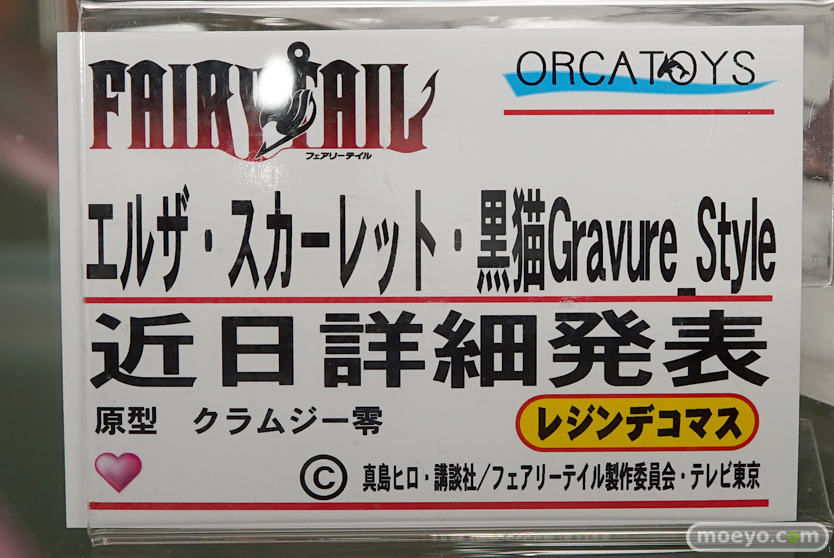 FAIRY TAIL
フェアリーテイル
ORCATOYS
エルザ・スカーレット・黒猫Gravure_Style
近日詳細発表
原型 クラムジー零
レジンデコマス
©真島ヒロ・講談社/フェアリーテイル製作委員会・テレビ東京
moeyo.com